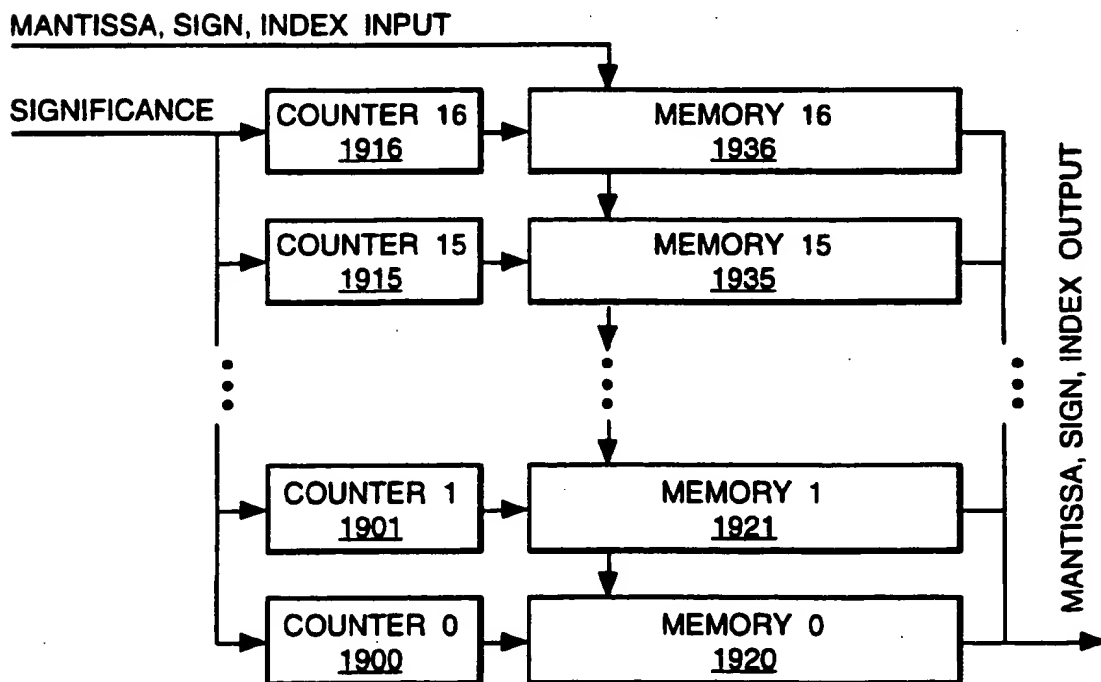 MANTISSA, SIGN, INDEX INPUT
SIGNIFICANCE
COUNTER 16
1916
MEMORY 16
1936
COUNTER 15
1915
MEMORY 15
1935
COUNTER 1
1901
MEMORY 1
1921
COUNTER 0
1900
MEMORY 0
1920
MANTISSA, SIGN, INDEX OUTPUT